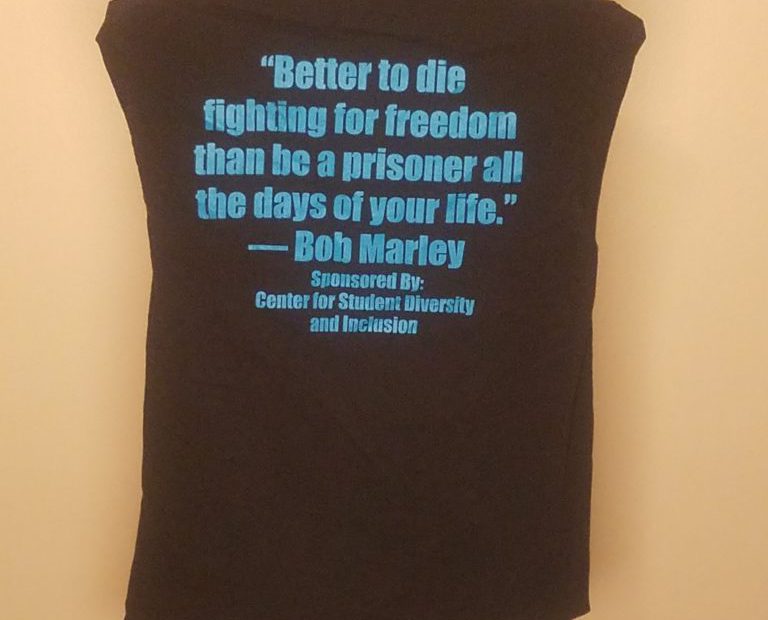 “Better to die
fighting for freedom
than be a prisoner all
the days of your life.”
— Bob Marley
Sponsored By:
Center for Student Diversity
and Inclusion